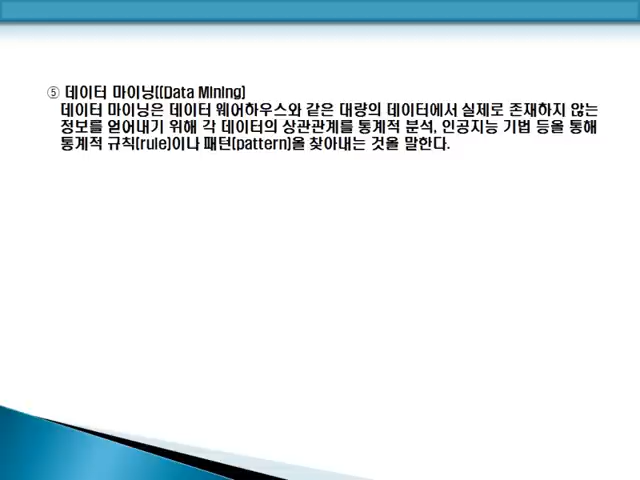 ⑤ 데이터 마이닝((Data Mining)
데이터 마이닝은 데이터 웨어하우스와 같은 대량의 데이터에서 실제로 존재하지 않는
정보를 얻어내기 위해 각 데이터의 상관관계를 통계적 분석, 인공지능 기법 등을 통해
통계적 규칙(rule)이나 패턴(pattern)을 찾아내는 것을 말한다.